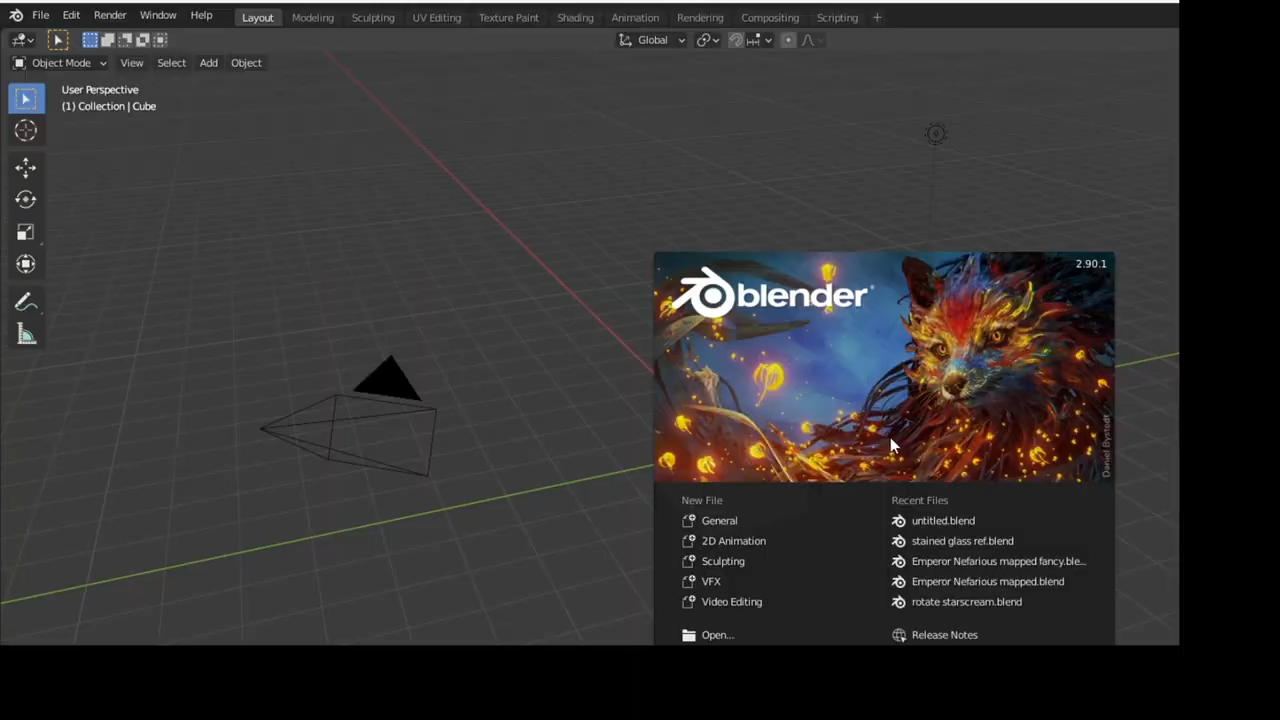 File Edit Render Window Help Layout Modeling Sculpting UV Editing Texture Paint Shading Animation Rendering Compositing Scripting +
Global
Object Mode View Select Add Object
User Perspective
(1) Collection | Cube
2.90.1
blender
Daniel Bystedt
New File
General
2D Animation
Sculpting
VFX
Video Editing
Open...
Recent Files
untitled.blend
stained glass ref.blend
Emperor Nefarious mapped fancy.ble...
Emperor Nefarious mapped.blend
rotate starscream.blend
Release Notes